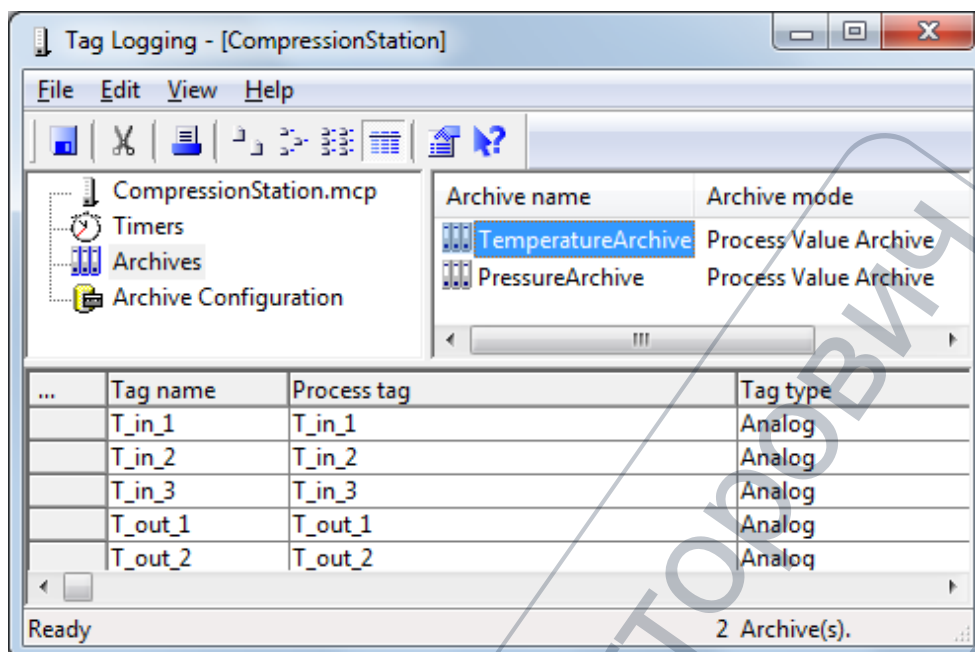 Tag Logging - [CompressionStation]
File Edit View Help
CompressionStation.mcp
Timers
Archives
Archive Configuration
Archive name Archive mode
TemperatureArchive Process Value Archive
PressureArchive Process Value Archive
... Tag name Process tag Tag type
T_in_1 T_in_1 Analog
T_in_2 T_in_2 Analog
T_in_3 T_in_3 Analog
T_out_1 T_out_1 Analog
T_out_2 T_out_2 Analog
Ready 2 Archive(s).
ТОРОВИЧ